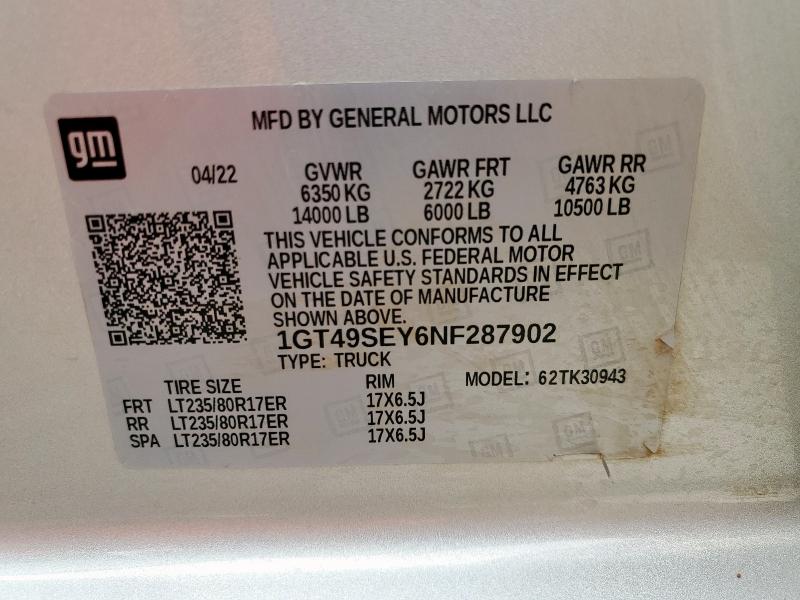 MFD BY GENERAL MOTORS LLC
gm
04/22 GVWR GAWR FRT GAWR RR
6350 KG 2722 KG 4763 KG
14000 LB 6000 LB 10500 LB
THIS VEHICLE CONFORMS TO ALL
APPLICABLE U.S. FEDERAL MOTOR
VEHICLE SAFETY STANDARDS IN EFFECT
ON THE DATE OF MANUFACTURE
SHOWN ABOVE.
1GT49SEY6NF287902
TYPE: TRUCK
TIRE SIZE RIM MODEL: 62TK30943
FRT LT235/80R17ER 17X6.5J
RR LT235/80R17ER 17X6.5J
SPA LT235/80R17ER 17X6.5J